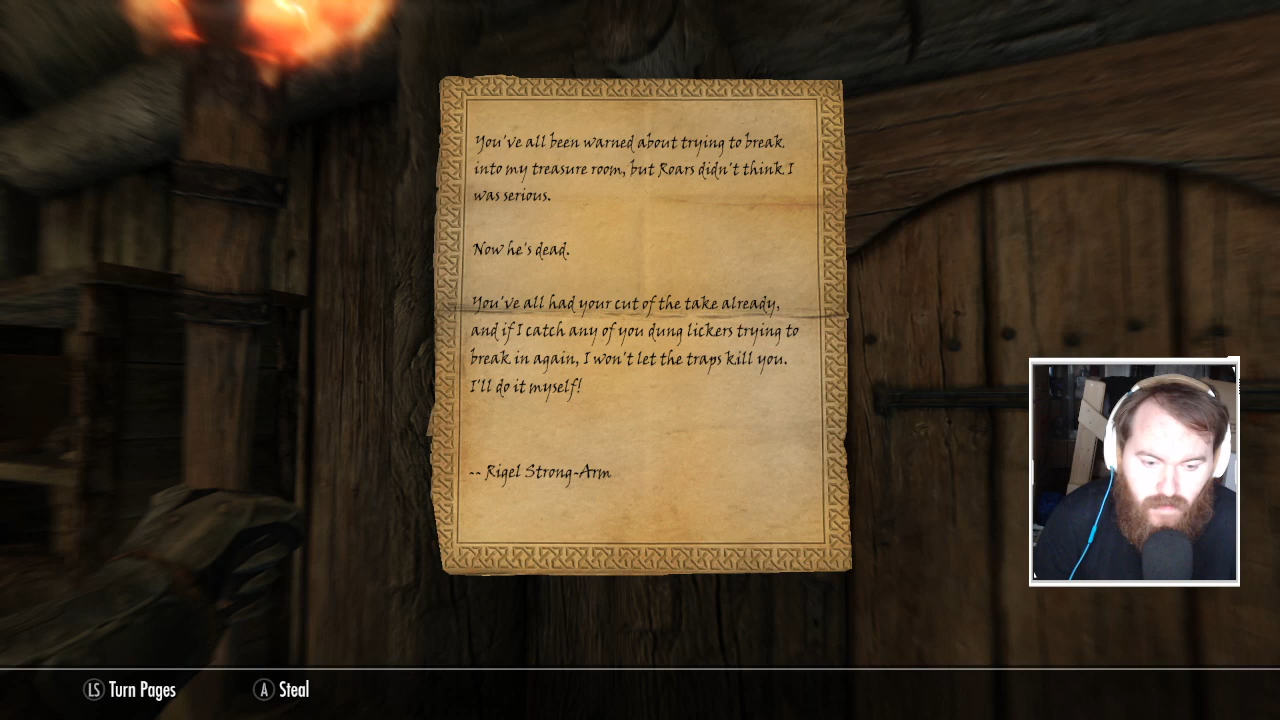 You've all been warned about trying to break
into my treasure room, but Roars didn't think I
was serious.
Now he's dead.
You've all had your cut of the take already,
and if I catch any of you dung lickers trying to
break in again, I won't let the traps kill you.
I'll do it myself!
-- Rigel Strong-Arm
LS Turn Pages
A Steal